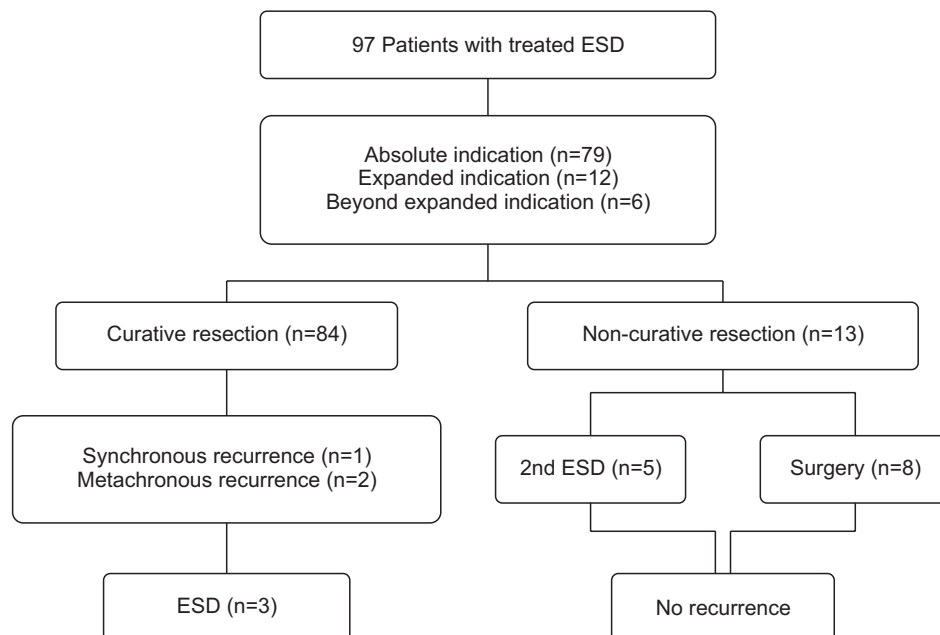 97 Patients with treated ESD
Absolute indication (n=79)
Expanded indication (n=12)
Beyond expanded indication (n=6)
Curative resection (n=84)
Non-curative resection (n=13)
Synchronous recurrence (n=1)
Metachronous recurrence (n=2)
2nd ESD (n=5)
Surgery (n=8)
ESD (n=3)
No recurrence